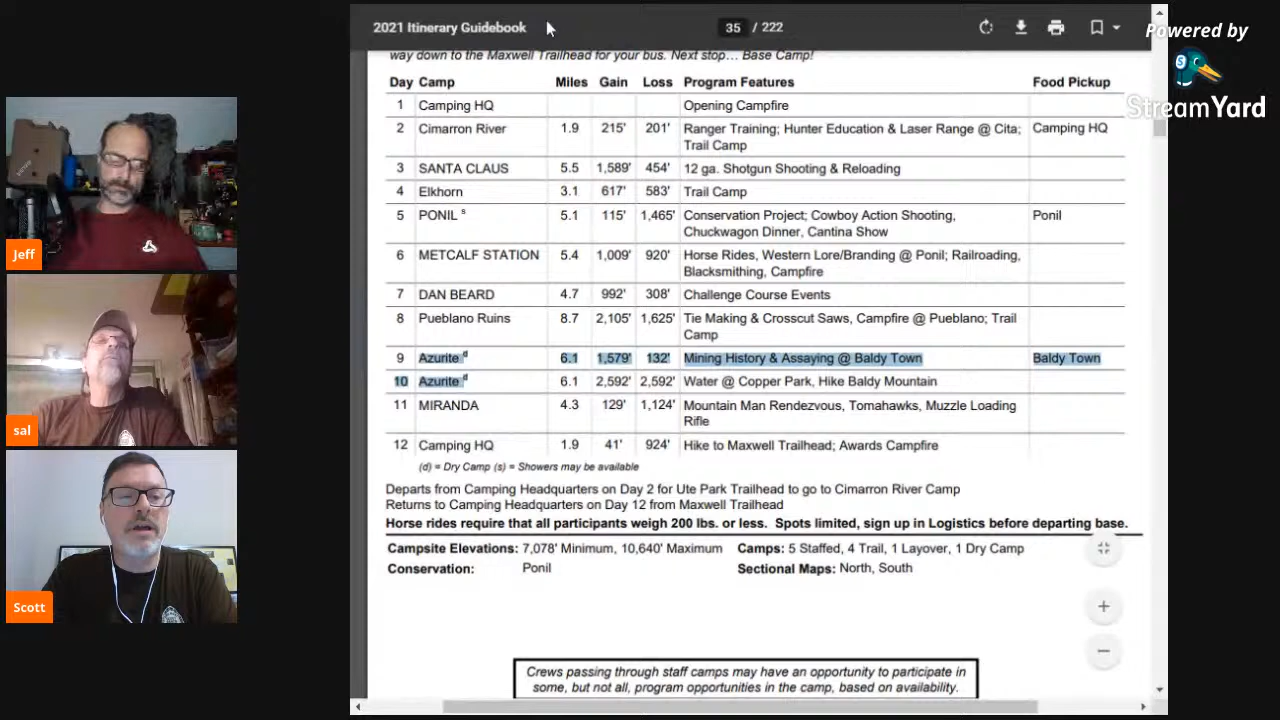 2021 Itinerary Guidebook
35 / 222
Powered by
StreamYard
way down to the Maxwell Trailhead for your bus. Next stop… Base Camp!
Day Camp Miles Gain Loss Program Features Food Pickup
1 Camping HQ Opening Campfire
2 Cimarron River 1.9 215' 201' Ranger Training; Hunter Education & Laser Range @ Cita; Camping HQ
Trail Camp
3 SANTA CLAUS 5.5 1,589' 454' 12 ga. Shotgun Shooting & Reloading
4 Elkhorn 3.1 617' 583' Trail Camp
5 PONIL s 5.1 115' 1,465' Conservation Project; Cowboy Action Shooting, Ponil
Chuckwagon Dinner, Cantina Show
6 METCALF STATION 5.4 1,009' 920' Horse Rides, Western Lore/Branding @ Ponil; Railroading,
Blacksmithing, Campfire
7 DAN BEARD 4.7 992' 308' Challenge Course Events
8 Pueblano Ruins 8.7 2,105' 1,625' Tie Making & Crosscut Saws, Campfire @ Pueblano; Trail
Camp
9 Azurite d 6.1 1,579' 132' Mining History & Assaying @ Baldy Town Baldy Town
10 Azurite d 6.1 2,592' 2,592' Water @ Copper Park, Hike Baldy Mountain
11 MIRANDA 4.3 129' 1,124' Mountain Man Rendezvous, Tomahawks, Muzzle Loading
Rifle
12 Camping HQ 1.9 41' 924' Hike to Maxwell Trailhead; Awards Campfire
(d) = Dry Camp (s) = Showers may be available
Departs from Camping Headquarters on Day 2 for Ute Park Trailhead to go to Cimarron River Camp
Returns to Camping Headquarters on Day 12 from Maxwell Trailhead
Horse rides require that all participants weigh 200 lbs. or less. Spots limited, sign up in Logistics before departing base.
Campsite Elevations: 7,078' Minimum, 10,640' Maximum Camps: 5 Staffed, 4 Trail, 1 Layover, 1 Dry Camp
Conservation: Ponil Sectional Maps: North, South
Crews passing through staff camps may have an opportunity to participate in
some, but not all, program opportunities in the camp, based on availability.
Jeff
sal
Scott